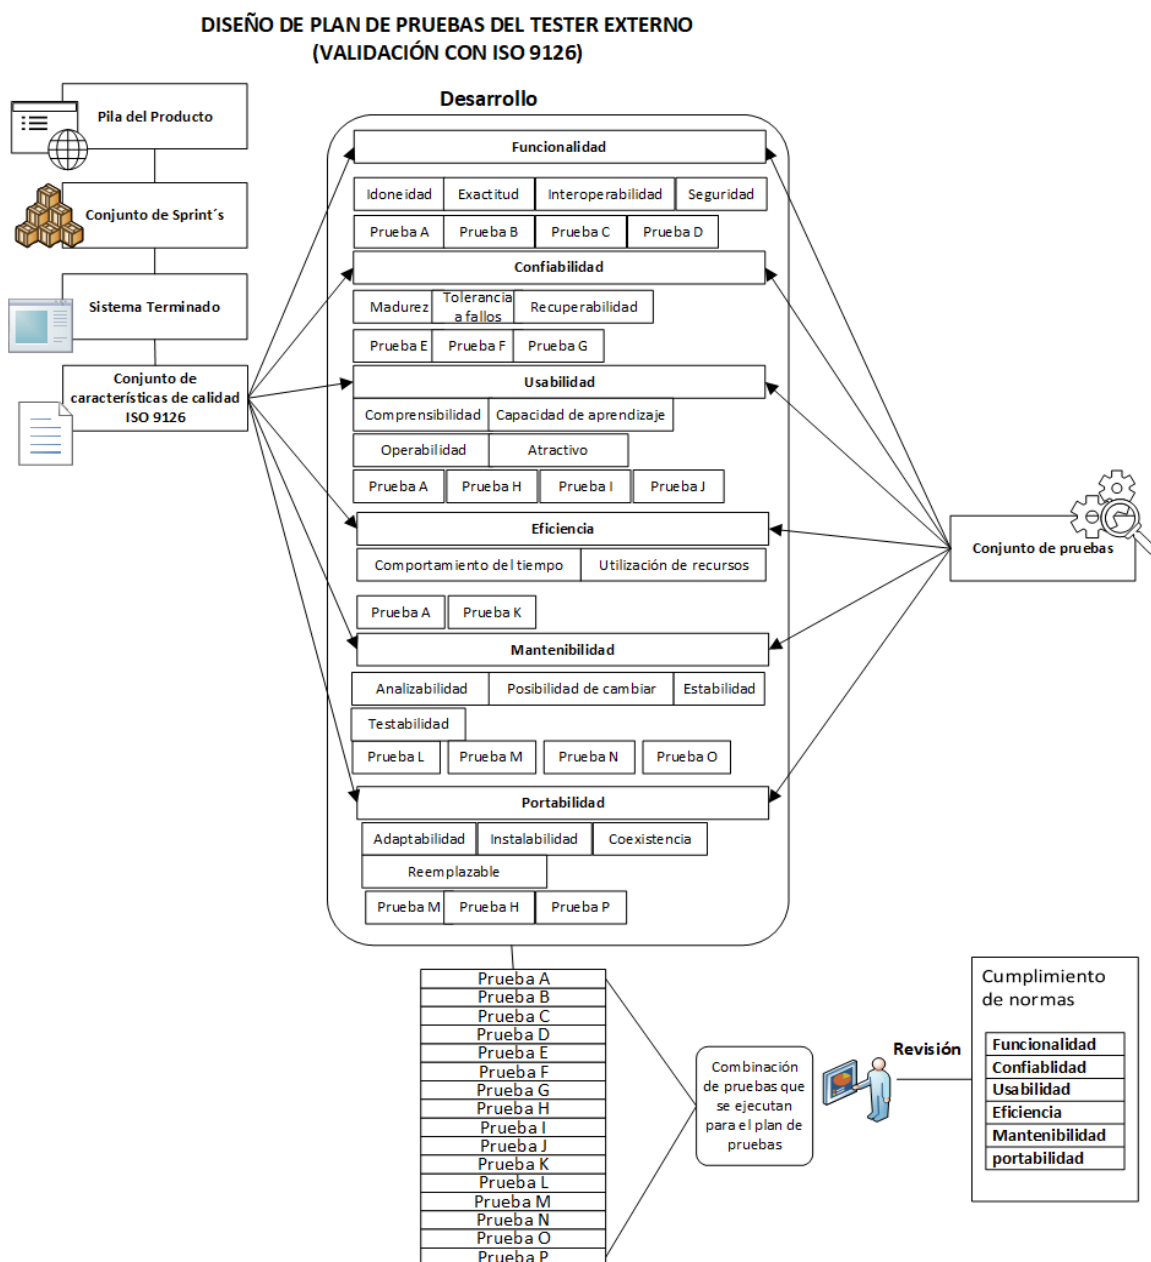 DISEÑO DE PLAN DE PRUEBAS DEL TESTER EXTERNO
(VALIDACIÓN CON ISO 9126)
Pila del Producto
Conjunto de Sprint´s
Sistema Terminado
Conjunto de
características de calidad
ISO 9126
Desarrollo
Funcionalidad
Idoneidad
Exactitud
Interoperabilidad
Seguridad
Prueba A
Prueba B
Prueba C
Prueba D
Confiabilidad
Madurez
Tolerancia
a fallos
Recuperabilidad
Prueba E
Prueba F
Prueba G
Usabilidad
Comprensibilidad
Capacidad de aprendizaje
Operabilidad
Atractivo
Prueba A
Prueba H
Prueba I
Prueba J
Eficiencia
Comportamiento del tiempo
Utilización de recursos
Prueba A
Prueba K
Mantenibilidad
Analizabilidad
Posibilidad de cambiar
Estabilidad
Testabilidad
Prueba L
Prueba M
Prueba N
Prueba O
Portabilidad
Adaptabilidad
Instalabilidad
Coexistencia
Reemplazable
Prueba M
Prueba H
Prueba P
Conjunto de pruebas
Prueba A
Prueba B
Prueba C
Prueba D
Prueba E
Prueba F
Prueba G
Prueba H
Prueba I
Prueba J
Prueba K
Prueba L
Prueba M
Prueba N
Prueba O
Prueba P
Combinación
de pruebas que
se ejecutan
para el plan de
pruebas
Revisión
Cumplimiento
de normas
Funcionalidad
Confiablidad
Usabilidad
Eficiencia
Mantenibilidad
portabilidad